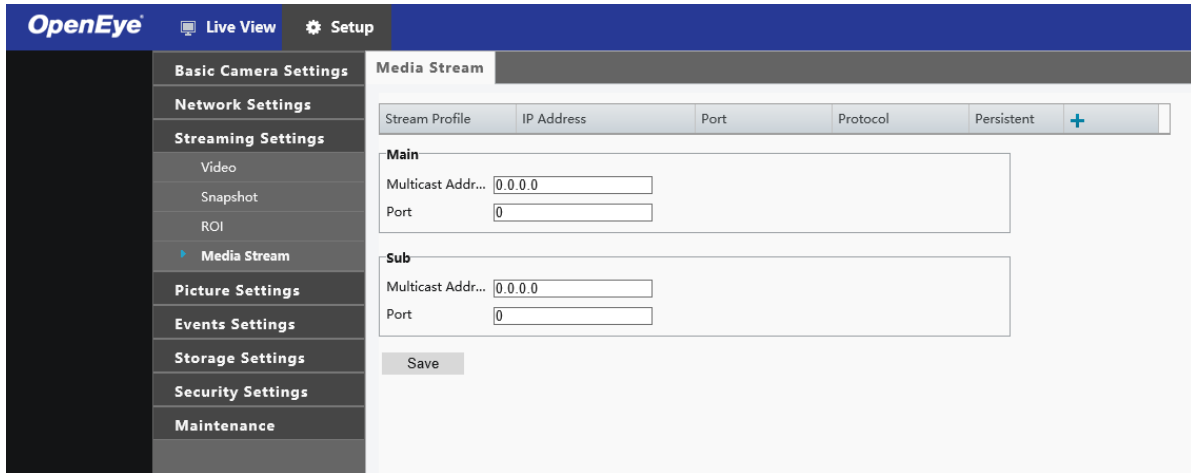 OpenEye Live View Setup
Basic Camera Settings
Network Settings
Streaming Settings
Video
Snapshot
ROI
Media Stream
Picture Settings
Events Settings
Storage Settings
Security Settings
Maintenance
Media Stream
Stream Profile IP Address Port Protocol Persistent +
Main
Multicast Addr... 0.0.0.0
Port 0
Sub
Multicast Addr... 0.0.0.0
Port 0
Save